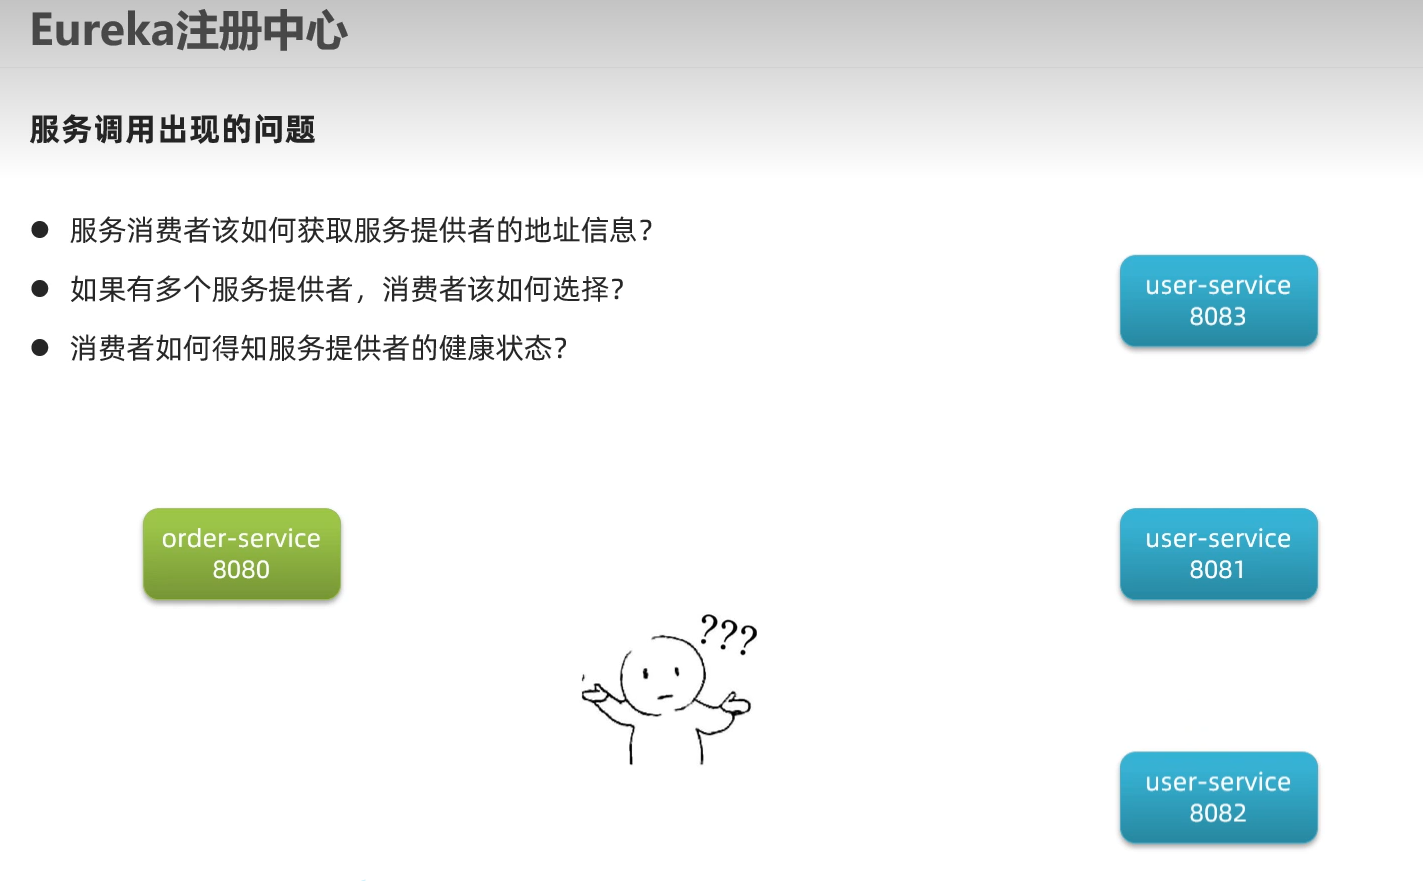 Eureka注册中心
服务调用出现的问题
● 服务消费者该如何获取服务提供者的地址信息？
● 如果有多个服务提供者，消费者该如何选择？
● 消费者如何得知服务提供者的健康状态？
user-service
8083
order-service
8080
user-service
8081
???
user-service
8082